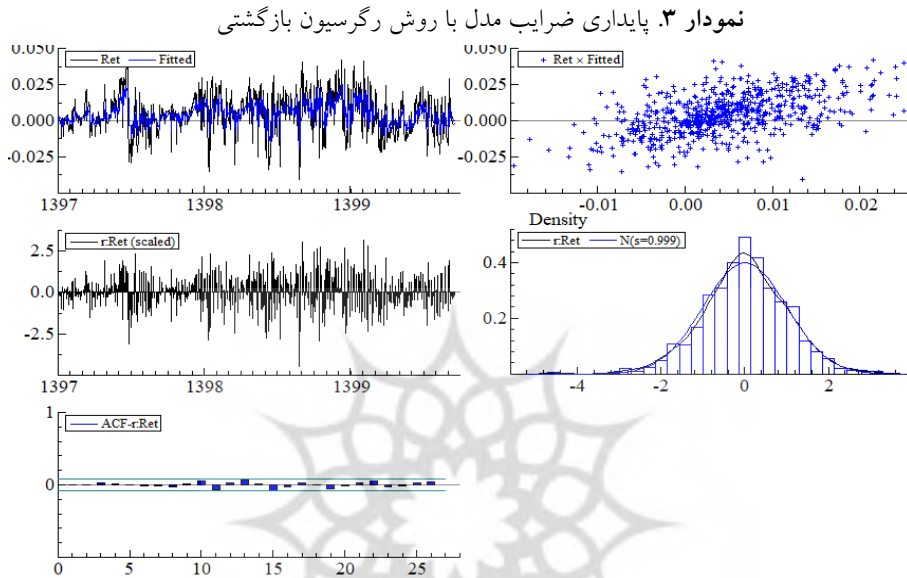 نمودار ۳. پایداری ضرایب مدل با روش رگرسیون بازگشتی
0.050
Ret Fitted
0.025
0.000
-0.025
1397 1398 1399
0.050
Ret × Fitted
0.025
0.000
-0.025
-0.01 0.00 0.01 0.02
r:Ret (scaled)
2.5
0.0
-2.5
1397 1398 1399
Density
r:Ret N(s=0.999)
0.4
0.2
-4 -2 0 2
1
ACF-r:Ret
0
0 5 10 15 20 25